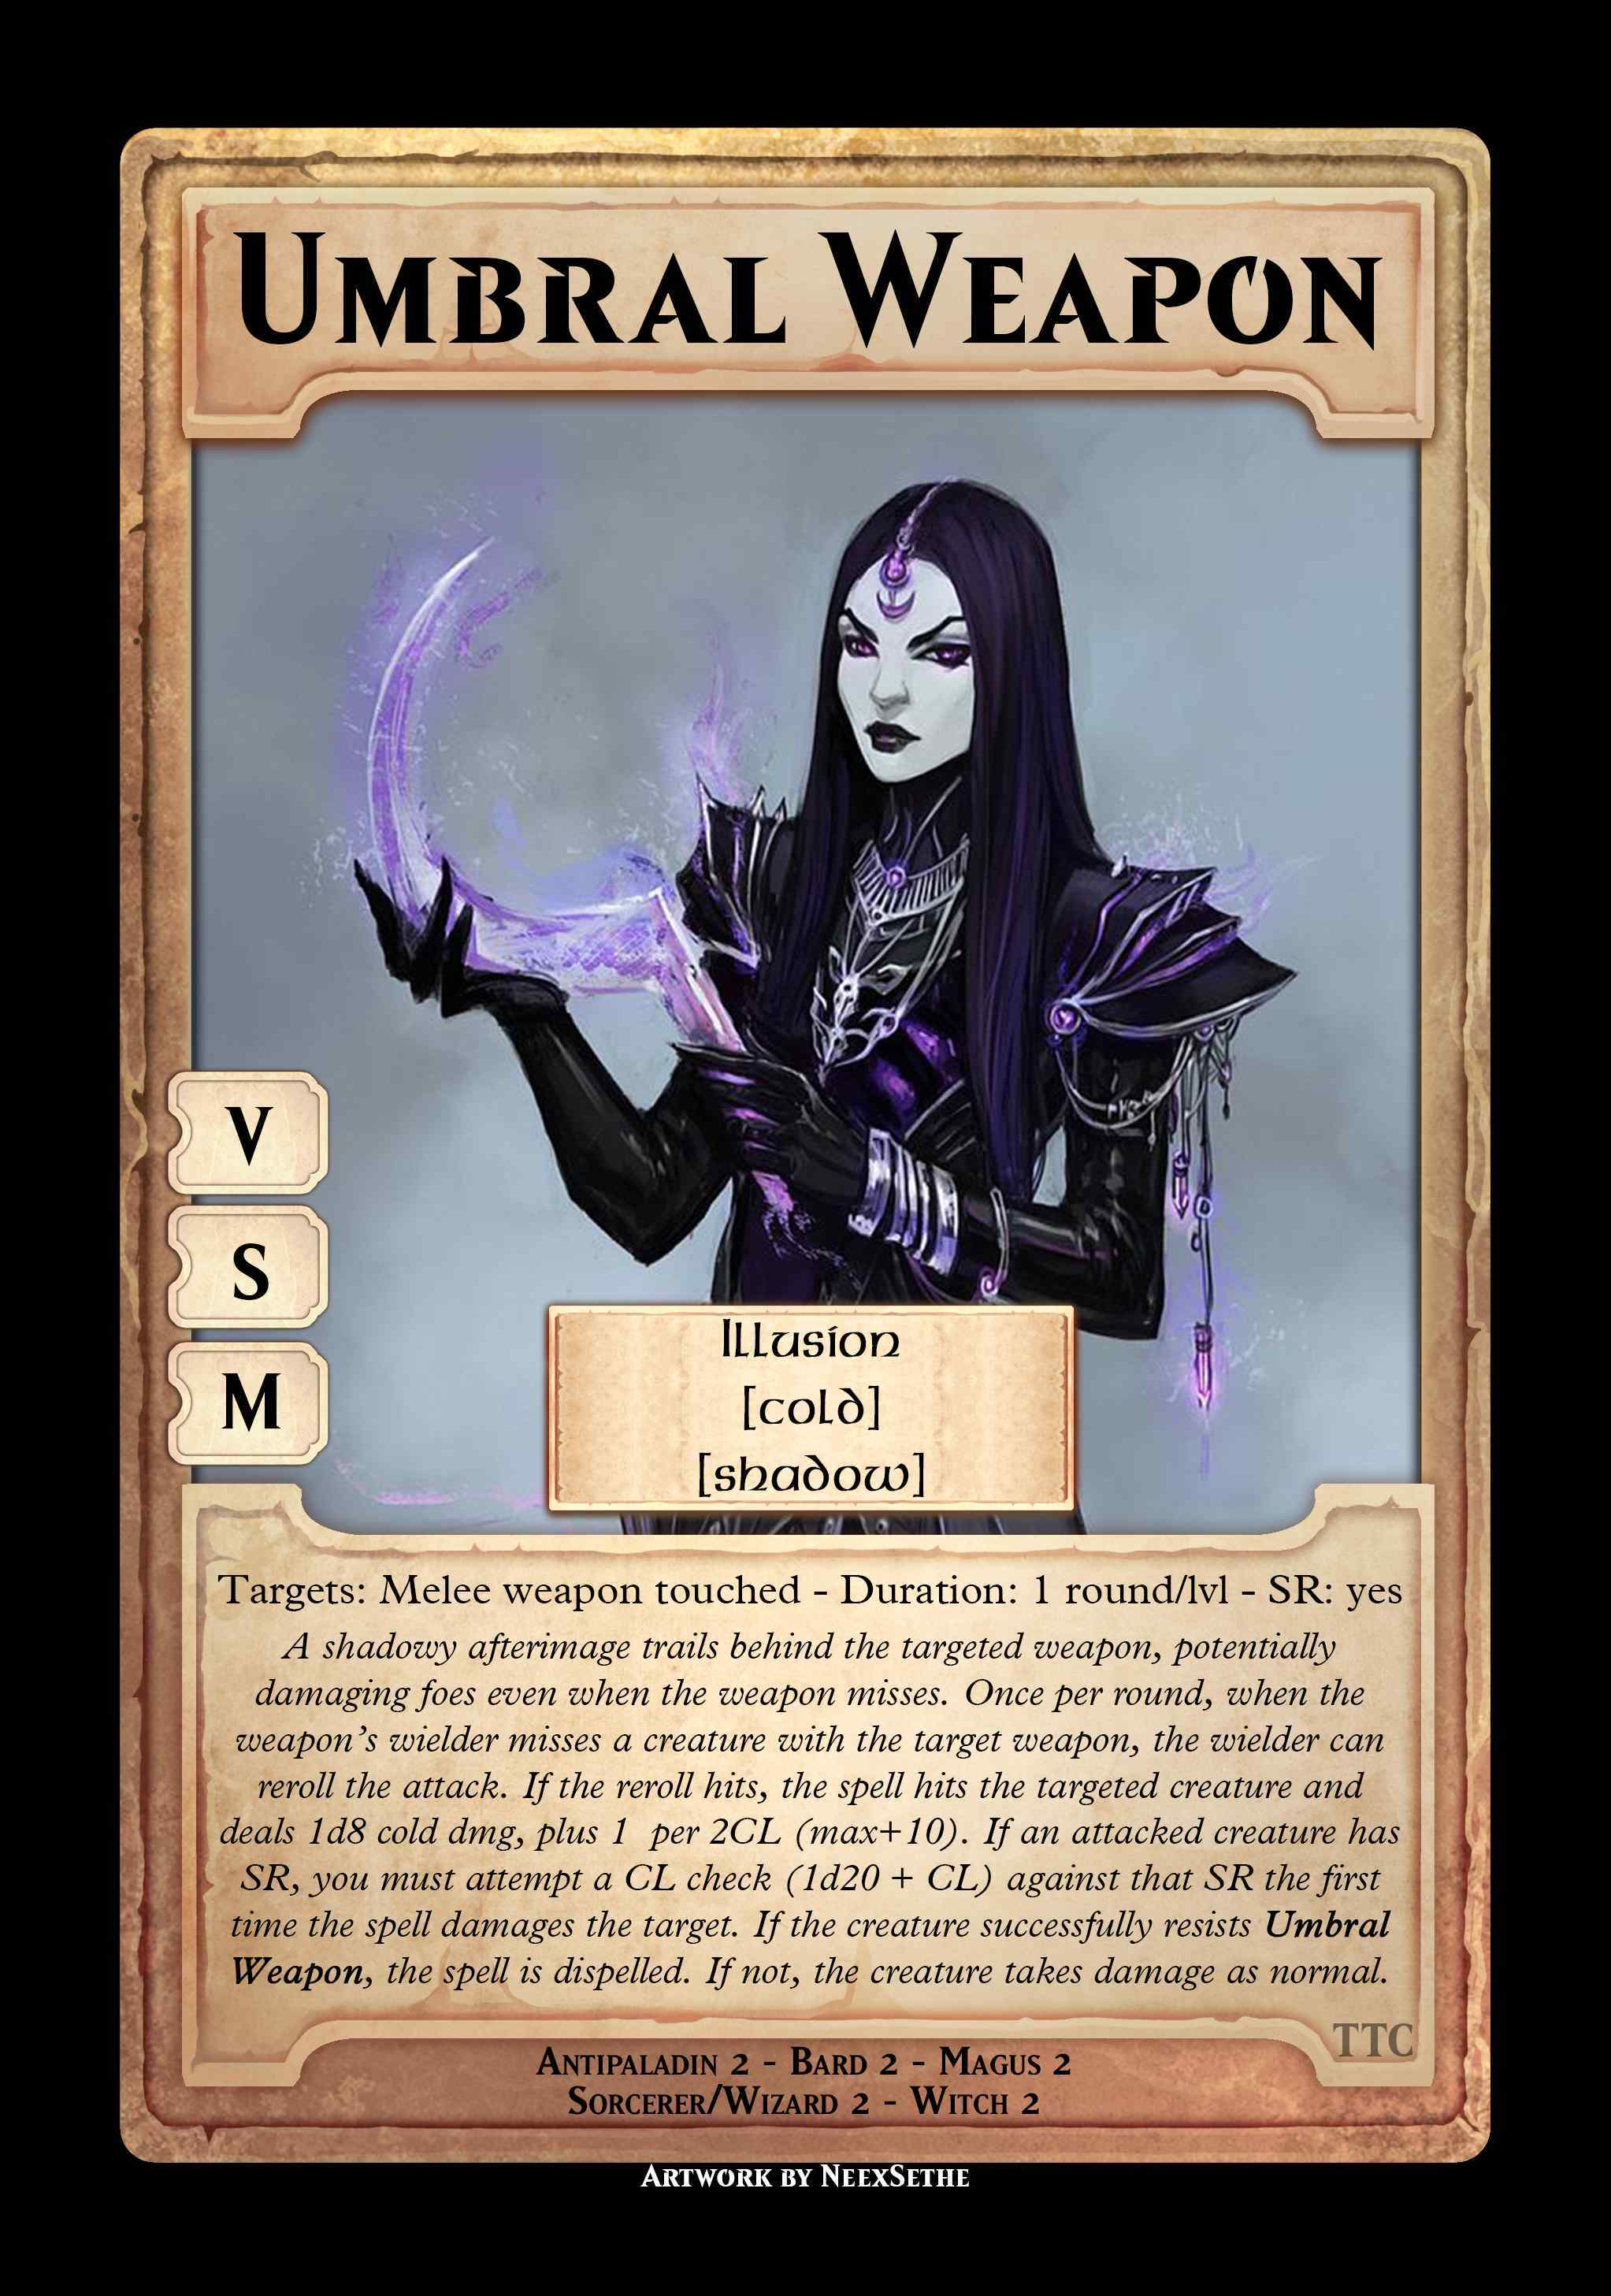 Umbral Weapon
V
S
M
Illusion
[cold]
[shadow]
Targets: Melee weapon touched - Duration: 1 round/lvl - SR: yes
A shadowy afterimage trails behind the targeted weapon, potentially
damaging foes even when the weapon misses. Once per round, when the
weapon’s wielder misses a creature with the target weapon, the wielder can
reroll the attack. If the reroll hits, the spell hits the targeted creature and
deals 1d8 cold dmg, plus 1  per 2CL (max+10). If an attacked creature has
SR, you must attempt a CL check (1d20 + CL) against that SR the first
time the spell damages the target. If the creature successfully resists Umbral
Weapon, the spell is dispelled. If not, the creature takes damage as normal.
TTC
Antipaladin 2 - Bard 2 - Magus 2
Sorcerer/Wizard 2 - Witch 2
Artwork by NeexSethe